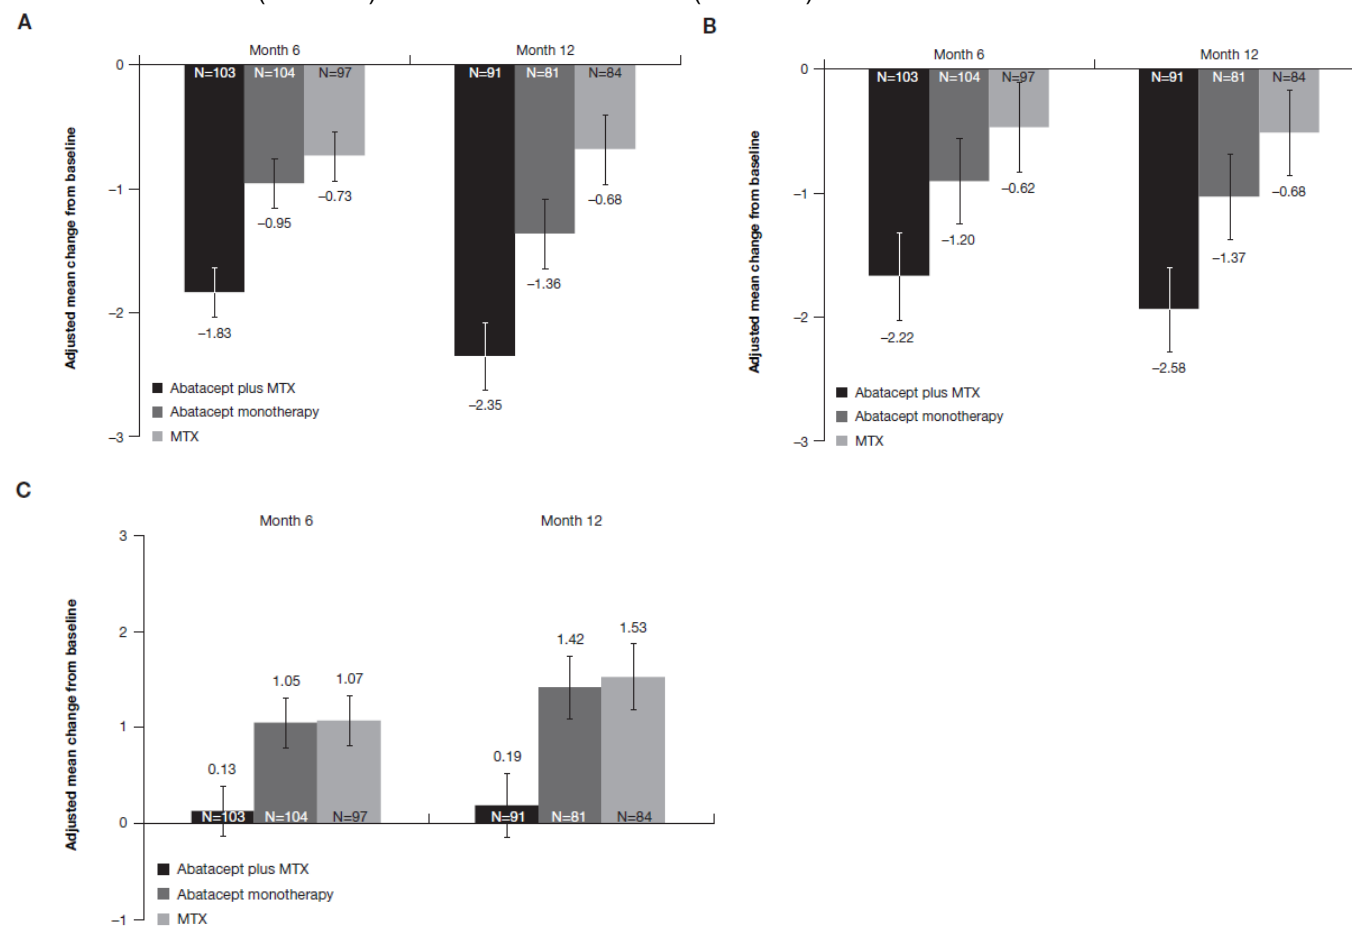 A
Month 6 Month 12
0
N=103 N=104 N=97 N=91 N=81 N=84
Adjusted mean change from baseline
–1
–0.73
–0.68
–0.95
–1.36
–2
–1.83
–2.35
Abatacept plus MTX
Abatacept monotherapy
–3
MTX
B
Month 6 Month 12
0
N=103 N=104 N=97 N=91 N=81 N=84
Adjusted mean change from baseline
–1
–0.62
–0.68
–1.20
–1.37
–2
–2.22
–2.58
Abatacept plus MTX
Abatacept monotherapy
–3
MTX
C
Month 6 Month 12
3
Adjusted mean change from baseline
2
1.53
1.42
1.05 1.07
1
0.19
0.13
N=103 N=104 N=97 N=91 N=81 N=84
0
Abatacept plus MTX
Abatacept monotherapy
–1
MTX